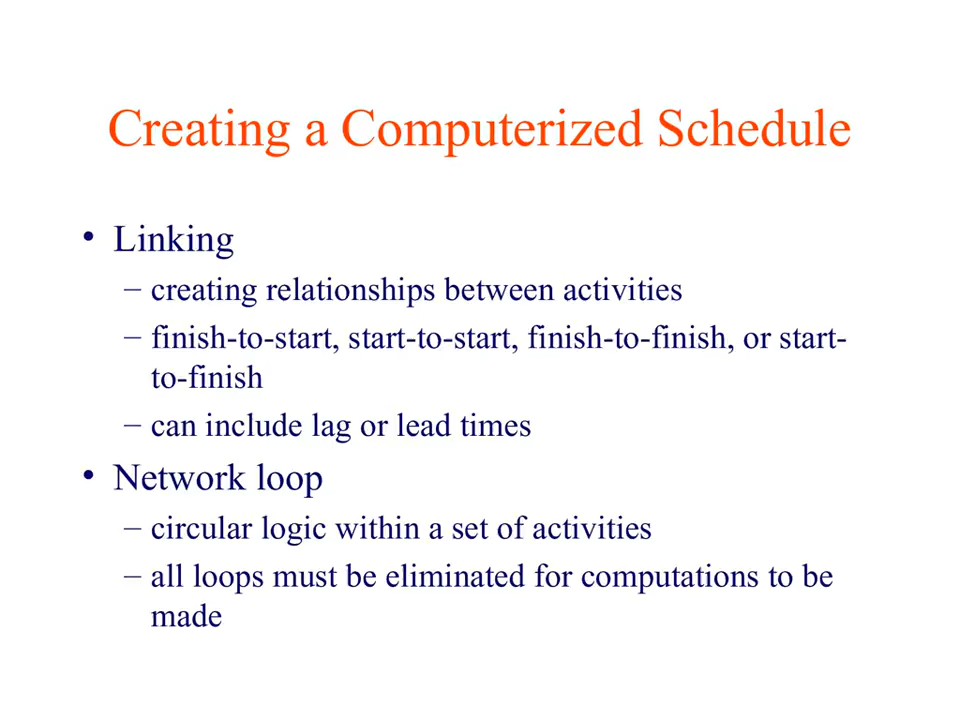 Creating a Computerized Schedule
• Linking
– creating relationships between activities
– finish-to-start, start-to-start, finish-to-finish, or start-
to-finish
– can include lag or lead times
• Network loop
– circular logic within a set of activities
– all loops must be eliminated for computations to be
made